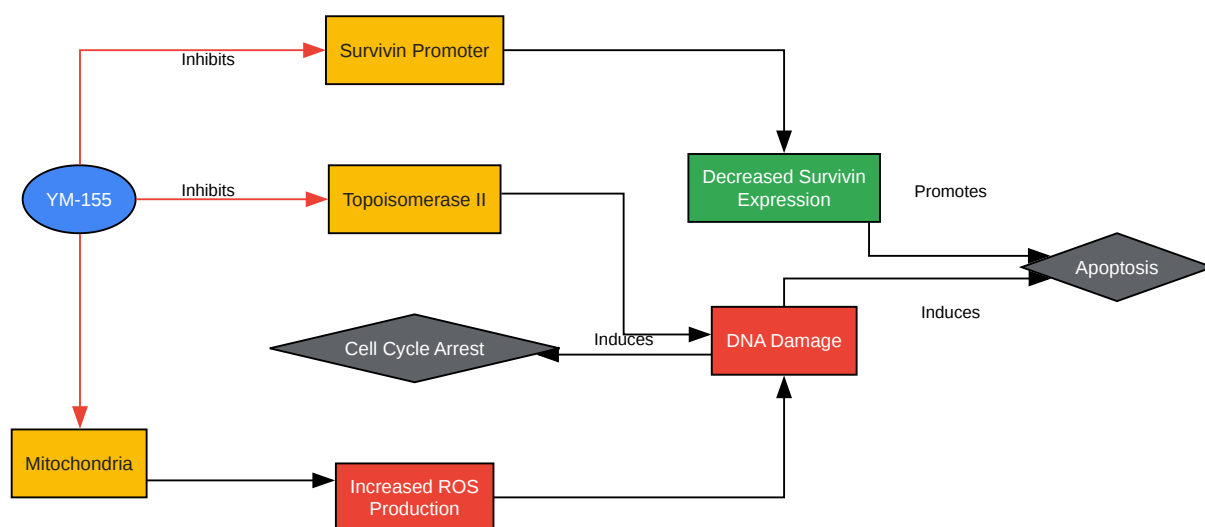 Inhibits
Survivin Promoter
YM-155
Inhibits
Topoisomerase II
Decreased Survivin
Expression
Promotes
Apoptosis
Induces
Cell Cycle Arrest
Induces
DNA Damage
Mitochondria
Increased ROS
Production